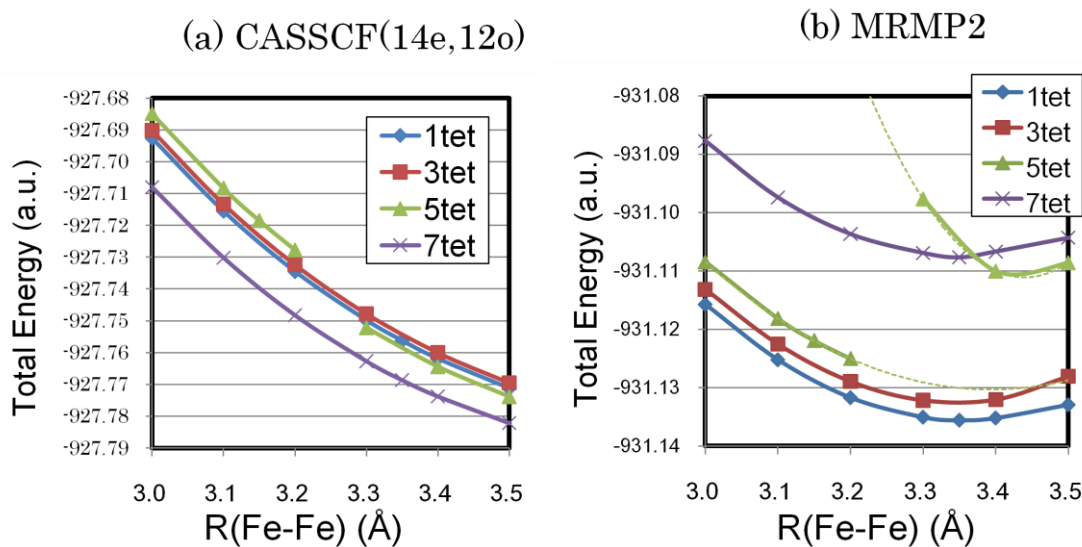 (a) CASSCF(14e,12o)
-927.68
-927.69
-927.70
-927.71
-927.72
-927.73
-927.74
-927.75
-927.76
-927.77
-927.78
-927.79
Total Energy (a.u.)
1tet
3tet
5tet
7tet
3.0 3.1 3.2 3.3 3.4 3.5
R(Fe-Fe) (Å)
(b) MRMP2
-931.08
-931.09
-931.10
-931.11
-931.12
-931.13
-931.14
Total Energy (a.u.)
1tet
3tet
5tet
7tet
3.0 3.1 3.2 3.3 3.4 3.5
R(Fe-Fe) (Å)